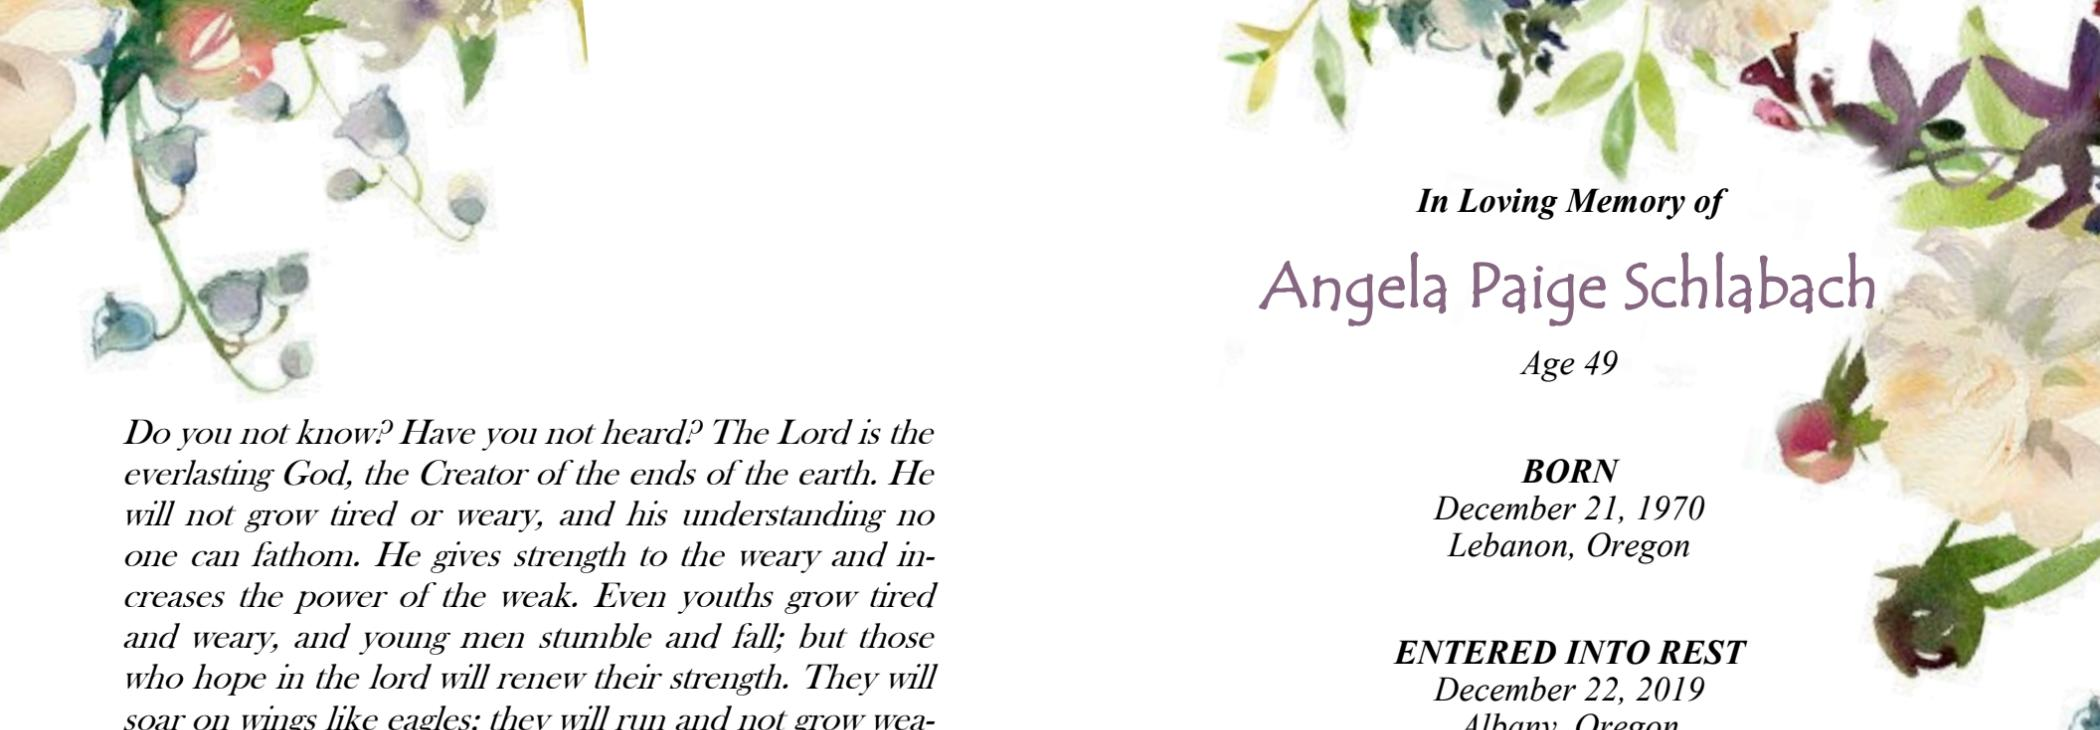 Do you not know? Have you not heard? The Lord is the
everlasting God, the Creator of the ends of the earth. He
will not grow tired or weary, and his understanding no
one can fathom. He gives strength to the weary and in-
creases the power of the weak. Even youths grow tired
and weary, and young men stumble and fall; but those
who hope in the lord will renew their strength. They will
soar on wings like eagles; they will run and not grow wea-
In Loving Memory of
Angela Paige Schlabach
Age 49
BORN
December 21, 1970
Lebanon, Oregon
ENTERED INTO REST
December 22, 2019
Albany, Oregon